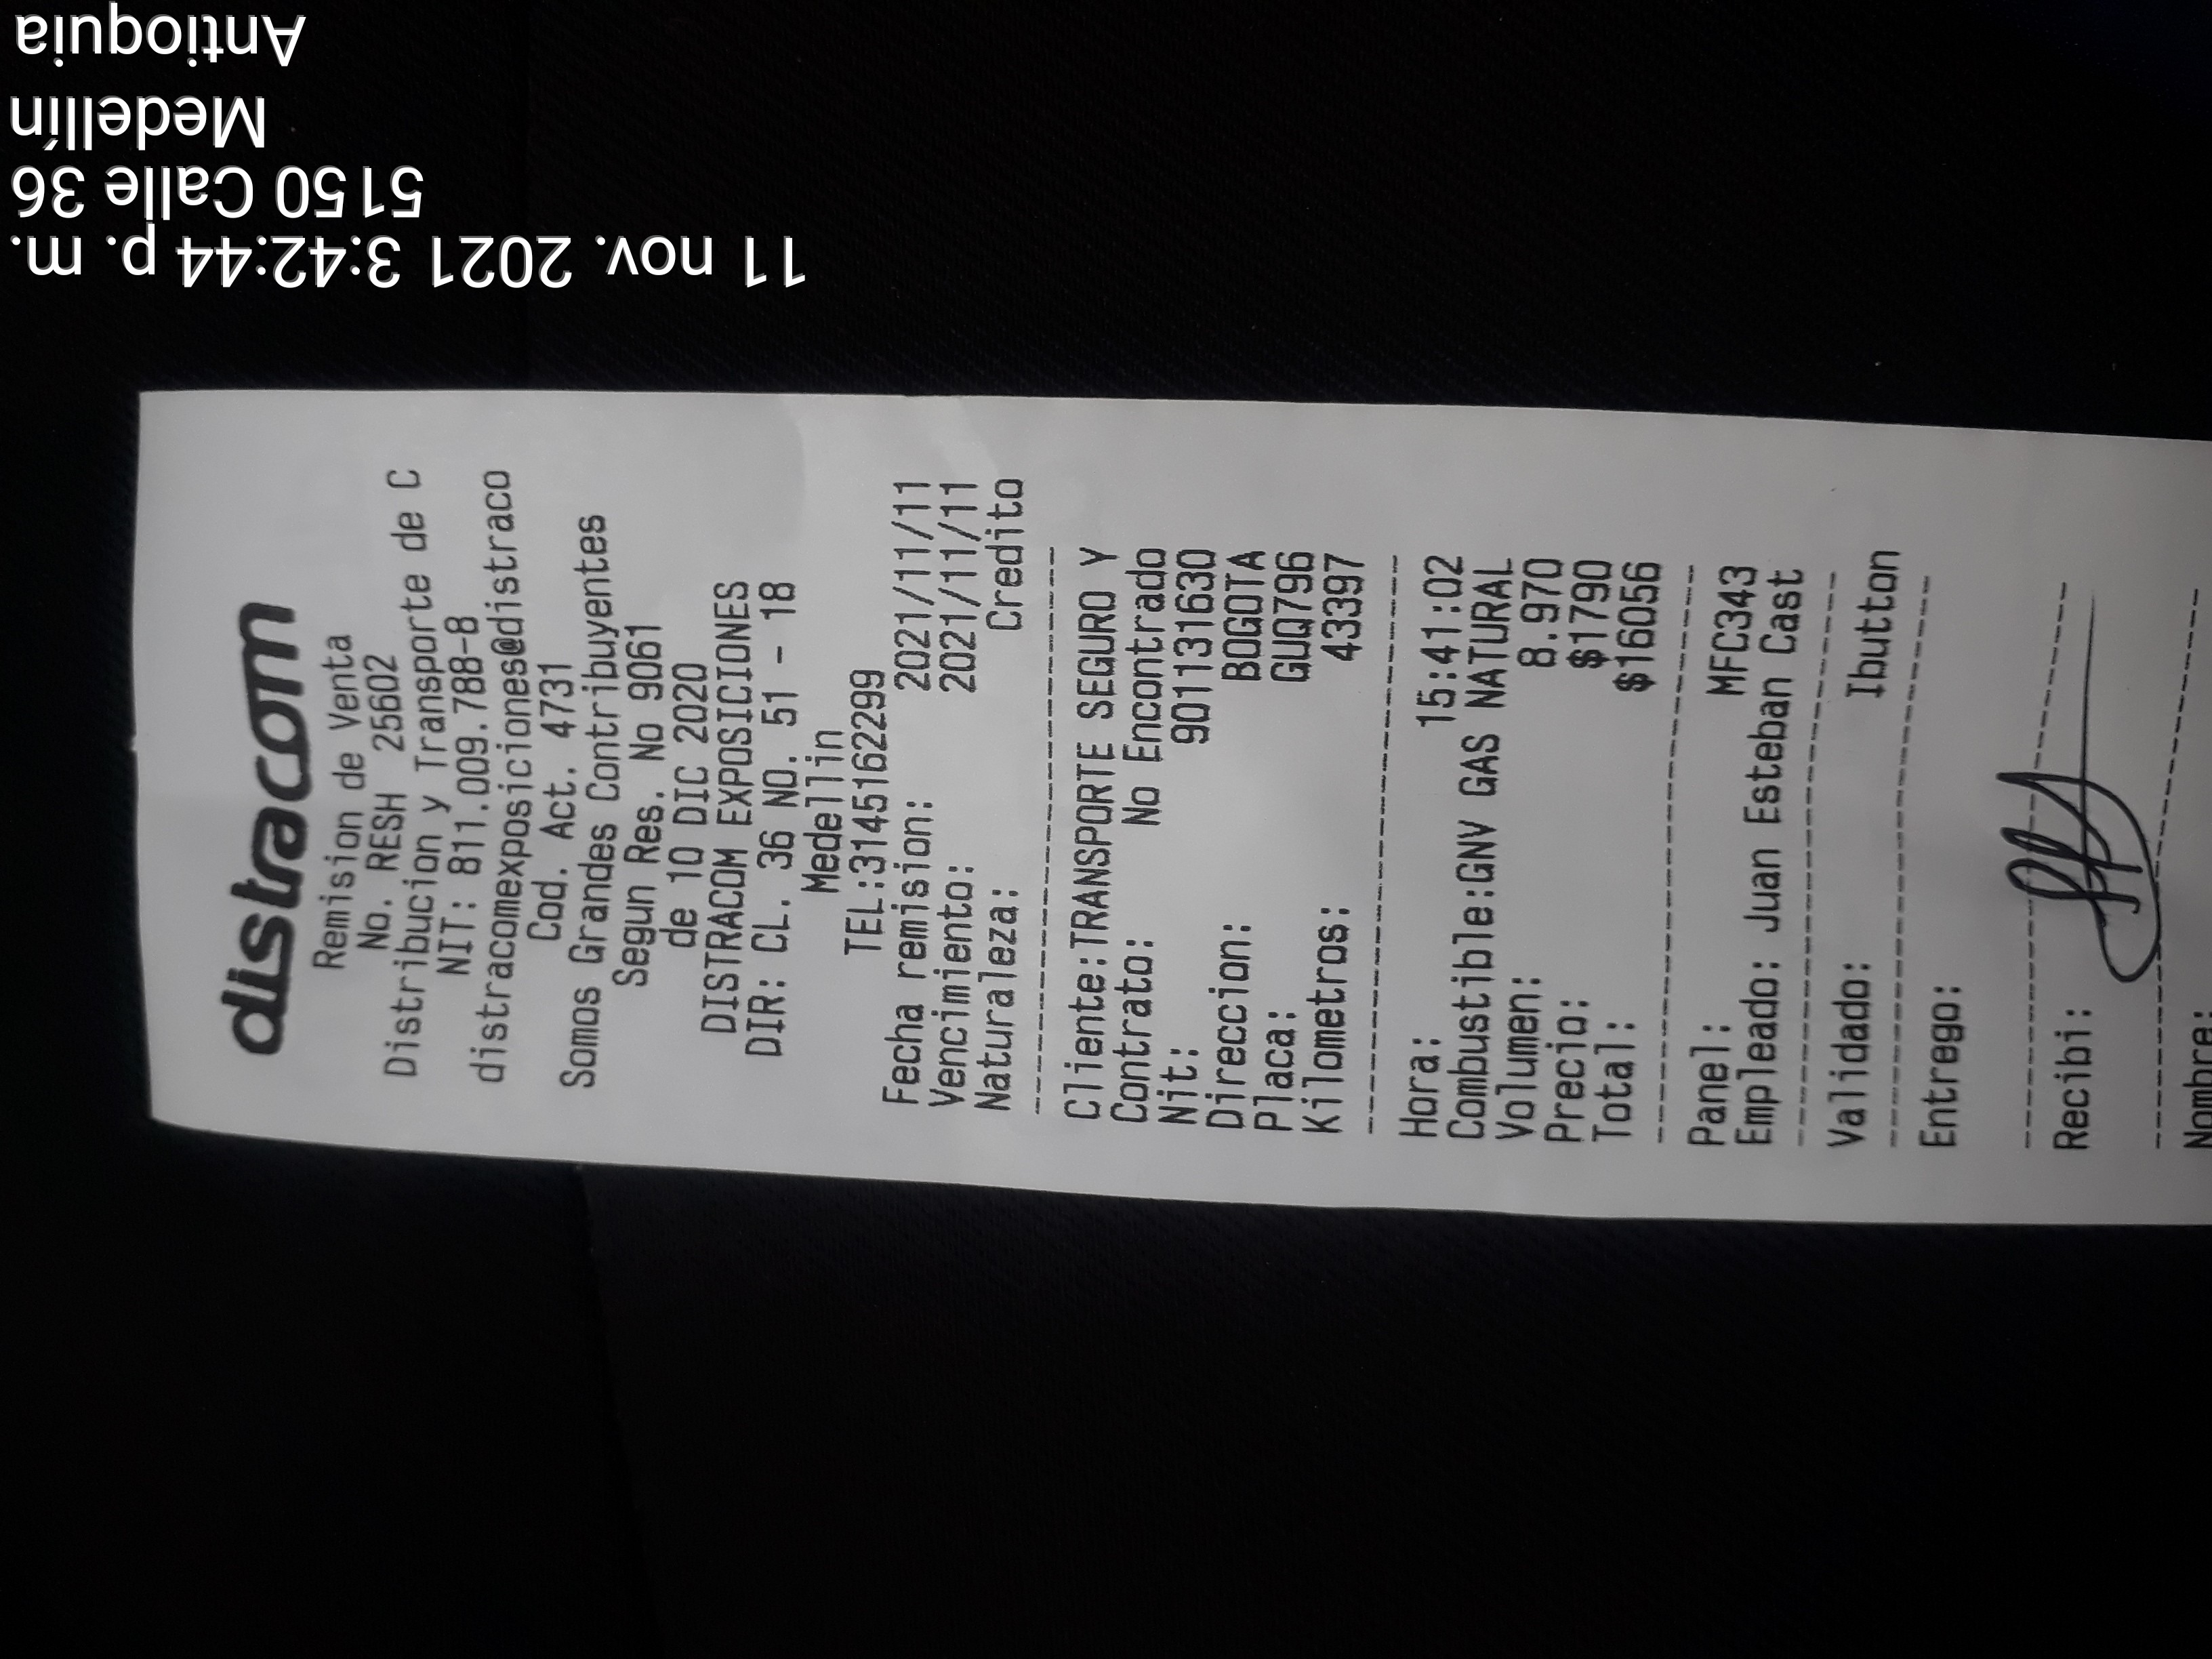 11 nov. 2021 3:42:44 p. m.
5150 Calle 36
Medellín
Antioquia
distracom
Remision de Venta
No. RESH 25602
Distribucion y Transporte de C
NIT: 811.009.788-8
distracomexposiciones@distraco
Cod. Act. 4731
Somos Grandes Contribuyentes
Segun Res. No 9061
de 10 DIC 2020
DISTRACOM EXPOSICIONES
DIR: CL. 36 NO. 51 - 18
Medellin
TEL:3145162299
Fecha remision: 2021/11/11
Vencimiento: 2021/11/11
Naturaleza: Credito
Cliente:TRANSPORTE SEGURO Y
Contrato: No Encontrado
Nit: 901131630
Direccion: BOGOTA
Placa: GUQ796
Kilometros: 43397
Hora: 15:41:02
Combustible:GNV GAS NATURAL
Volumen: 8.970
Precio: $1790
Total: $16056
Panel: MFC343
Empleado: Juan Esteban Cast
Validado: Ibutton
Entrego:
Recibi:
Nombre: